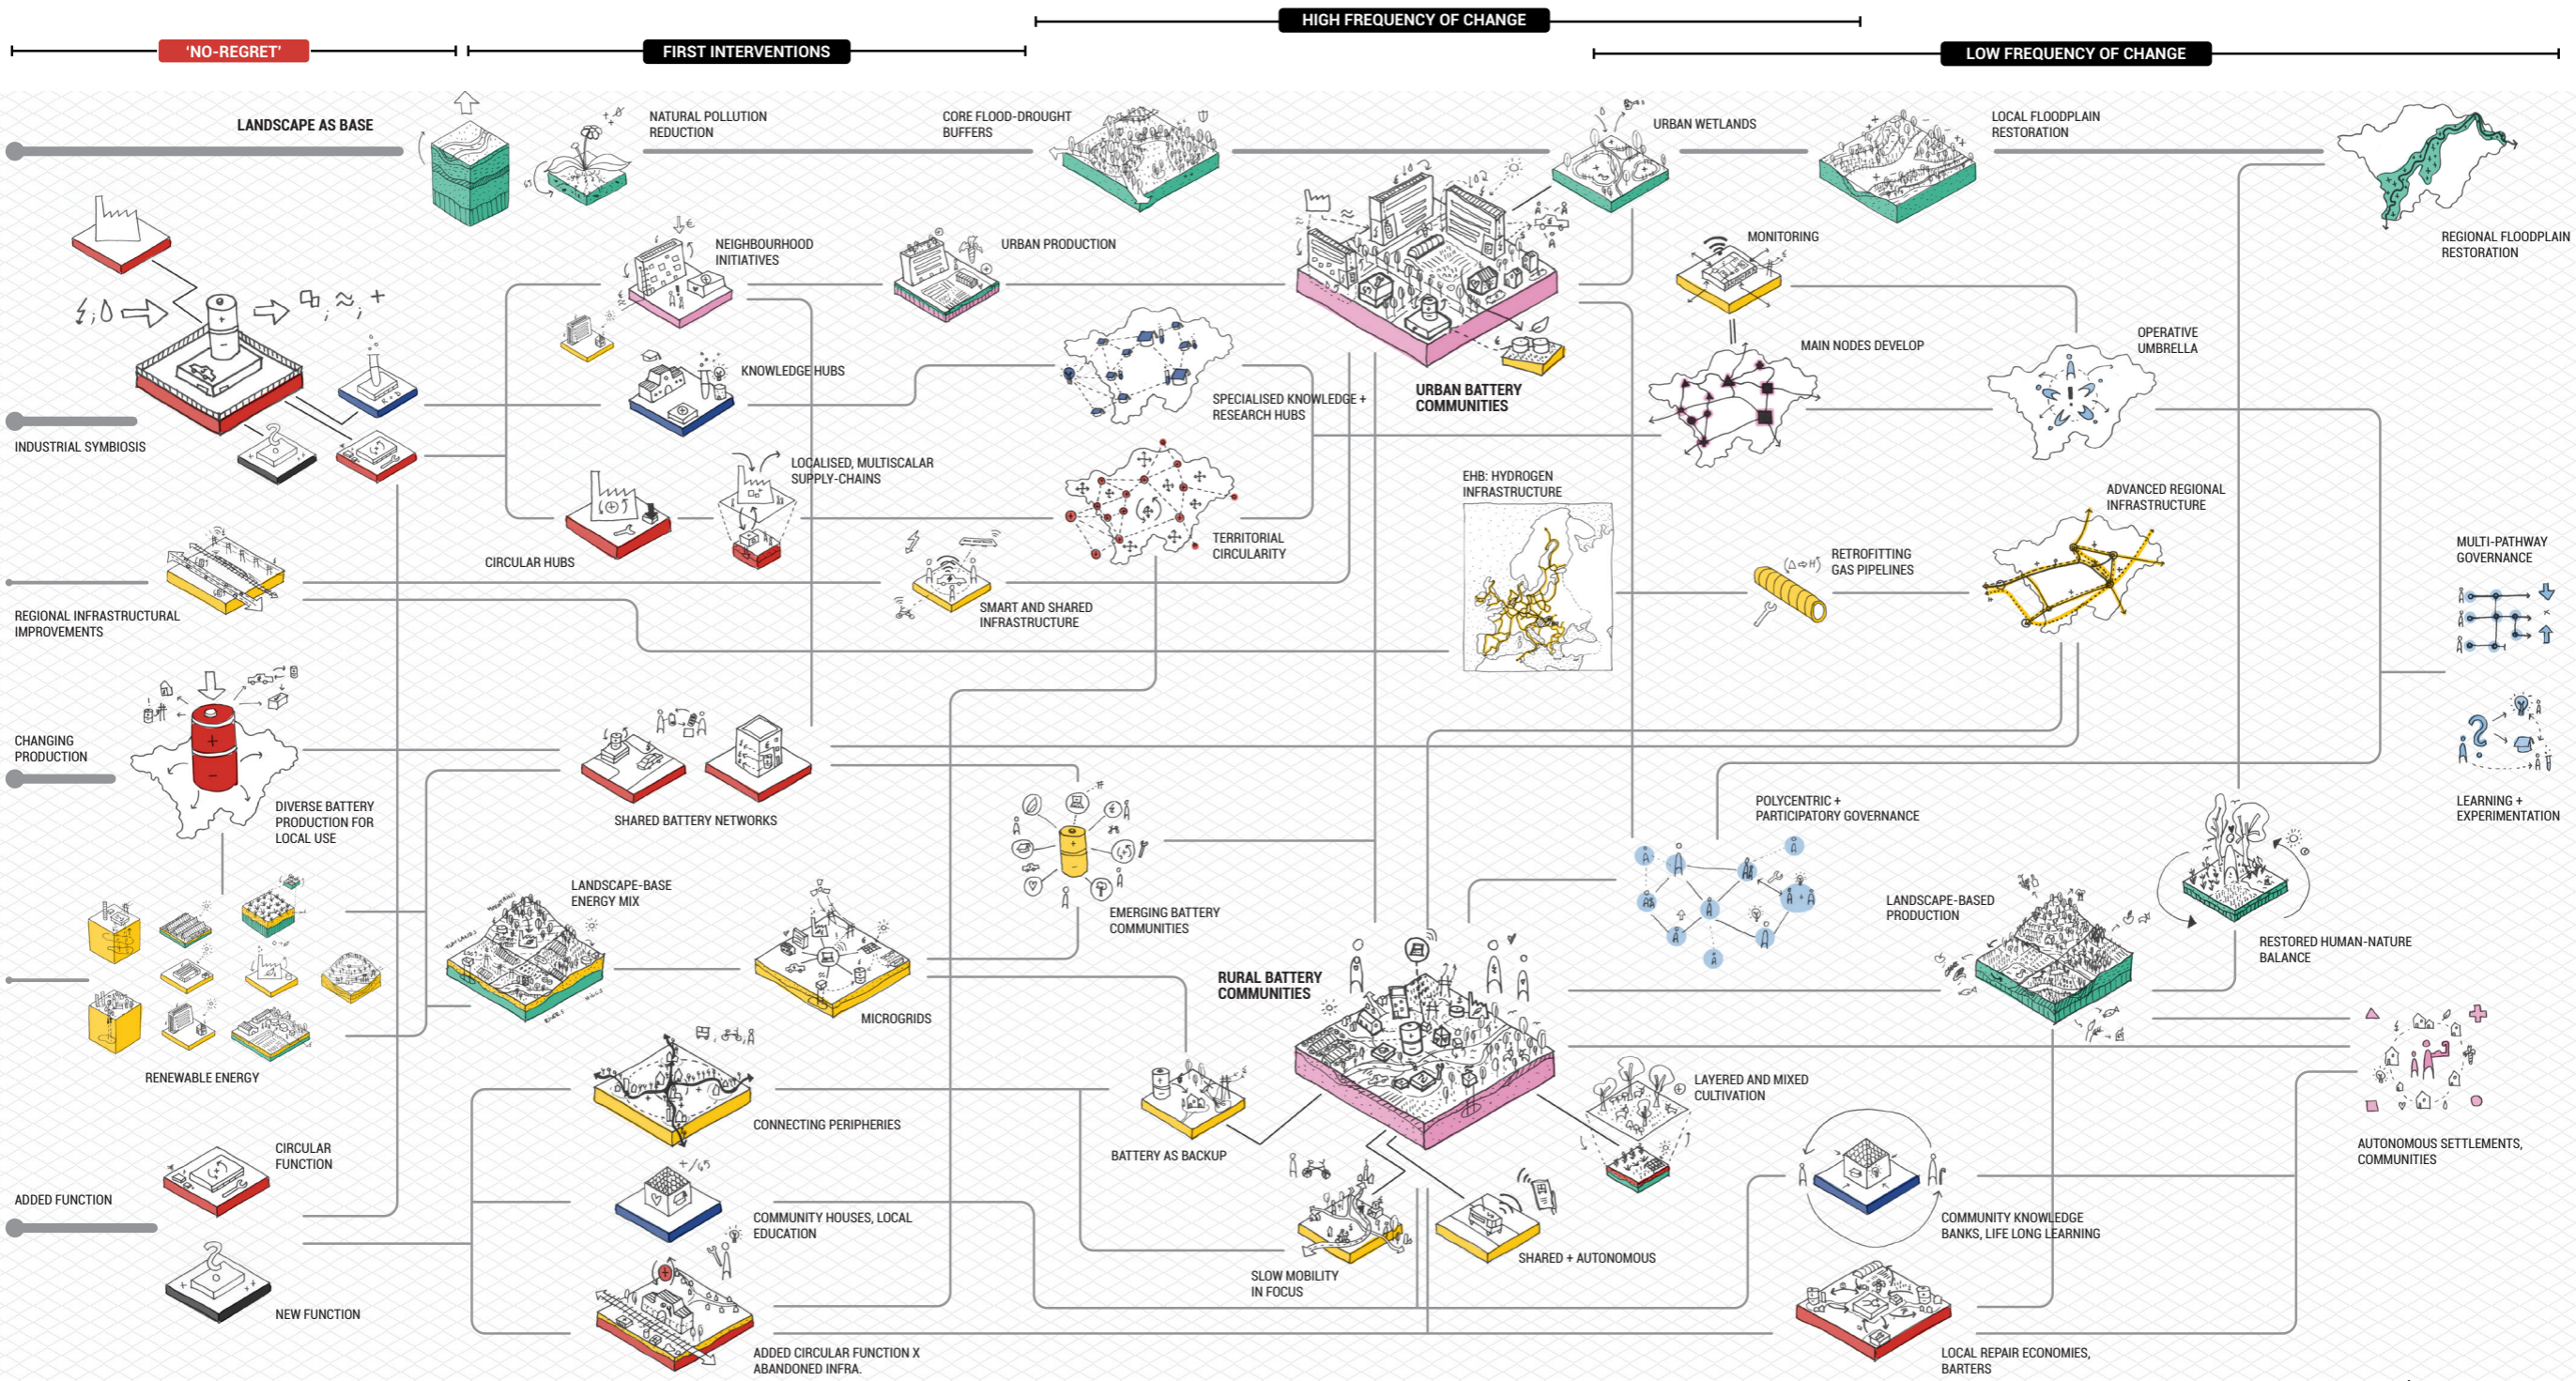 HIGH FREQUENCY OF CHANGE
'NO-REGRET'
FIRST INTERVENTIONS
LOW FREQUENCY OF CHANGE
LANDSCAPE AS BASE
NATURAL POLLUTION
REDUCTION
CORE FLOOD-DROUGHT
BUFFERS
URBAN WETLANDS
LOCAL FLOODPLAIN
RESTORATION
REGIONAL FLOODPLAIN
RESTORATION
NEIGHBOURHOOD
INITIATIVES
URBAN PRODUCTION
MONITORING
OPERATIVE
UMBRELLA
MAIN NODES DEVELOP
KNOWLEDGE HUBS
R+D
SPECIALISED KNOWLEDGE +
RESEARCH HUBS
URBAN BATTERY
COMMUNITIES
INDUSTRIAL SYMBIOSIS
LOCALISED, MULTISCALAR
SUPPLY-CHAINS
EHB: HYDROGEN
INFRASTRUCTURE
ADVANCED REGIONAL
INFRASTRUCTURE
CIRCULAR HUBS
TERRITORIAL
CIRCULARITY
RETROFITTING
GAS PIPELINES
MULTI-PATHWAY
GOVERNANCE
REGIONAL INFRASTRUCTURAL
IMPROVEMENTS
SMART AND SHARED
INFRASTRUCTURE
CHANGING
PRODUCTION
DIVERSE BATTERY
PRODUCTION FOR
LOCAL USE
SHARED BATTERY NETWORKS
POLYCENTRIC +
PARTICIPATORY GOVERNANCE
LEARNING +
EXPERIMENTATION
LANDSCAPE-BASE
ENERGY MIX
EMERGING BATTERY
COMMUNITIES
LANDSCAPE-BASED
PRODUCTION
RESTORED HUMAN-NATURE
BALANCE
RURAL BATTERY
COMMUNITIES
MICROGRIDS
RENEWABLE ENERGY
CONNECTING PERIPHERIES
BATTERY AS BACKUP
LAYERED AND MIXED
CULTIVATION
AUTONOMOUS SETTLEMENTS,
COMMUNITIES
CIRCULAR
FUNCTION
ADDED FUNCTION
COMMUNITY HOUSES, LOCAL
EDUCATION
COMMUNITY KNOWLEDGE
BANKS, LIFE LONG LEARNING
SHARED + AUTONOMOUS
SLOW MOBILITY
IN FOCUS
NEW FUNCTION
ADDED CIRCULAR FUNCTION X
ABANDONED INFRA.
LOCAL REPAIR ECONOMIES,
BARTERS